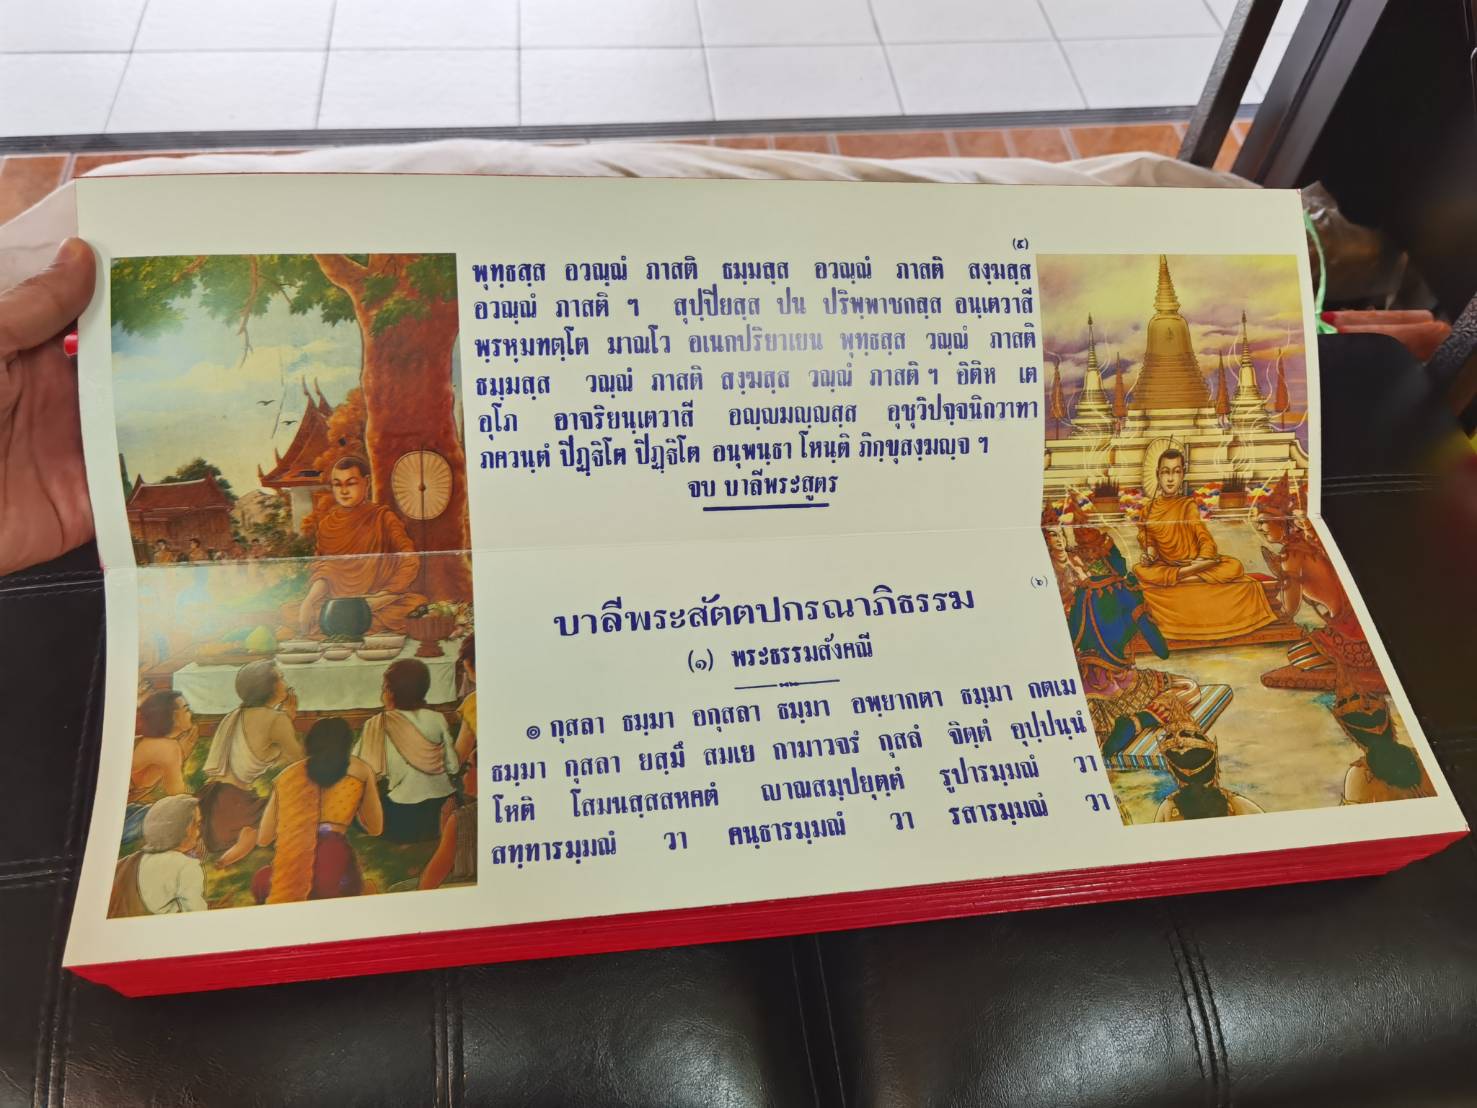 (๕)
พุทฺธสฺส อวณฺณํ ภาสติ ธมฺมสฺส อวณฺณํ ภาสติ สงฺฆสฺส
อวณฺณํ ภาสติ ฯ สุปฺปิยสฺส ปน ปริพฺพาชกสฺส อนฺเตวาสี
พฺรหฺมทตฺโต มาณโว อเนกปริยาเยน พุทฺธสฺส วณฺณํ ภาสติ
ธมฺมสฺส วณฺณํ ภาสติ สงฺฆสฺส วณฺณํ ภาสติ ฯ อิติห เต
อุโภ อาจริยนฺเตวาสี อญฺญมญฺญสฺส อุชุวิปจฺจนิกวาทา
ภควนฺตํ ปิฏฺฐิโต ปิฏฺฐิโต อนุพนฺธา โหนฺติ ภิกฺขุสงฺฆญฺจ ฯ
จบ บาลีพระสูตร
(๖)
บาลีพระสัตตปกรณาภิธรรม
(๑) พระธรรมสังคณี
๏ กุสลา ธมฺมา อกุสลา ธมฺมา อพฺยากตา ธมฺมา กตเม
ธมฺมา กุสลา ยสฺมึ สมเย กามาวจรํ กุสลํ จิตฺตํ อุปฺปนฺนํ
โหติ โสมนสฺสสหคตํ ญาณสมฺปยุตฺตํ รูปารมฺมณํ วา
สทฺทารมฺมณํ วา คนฺธารมฺมณํ วา รสารมฺมณํ วา